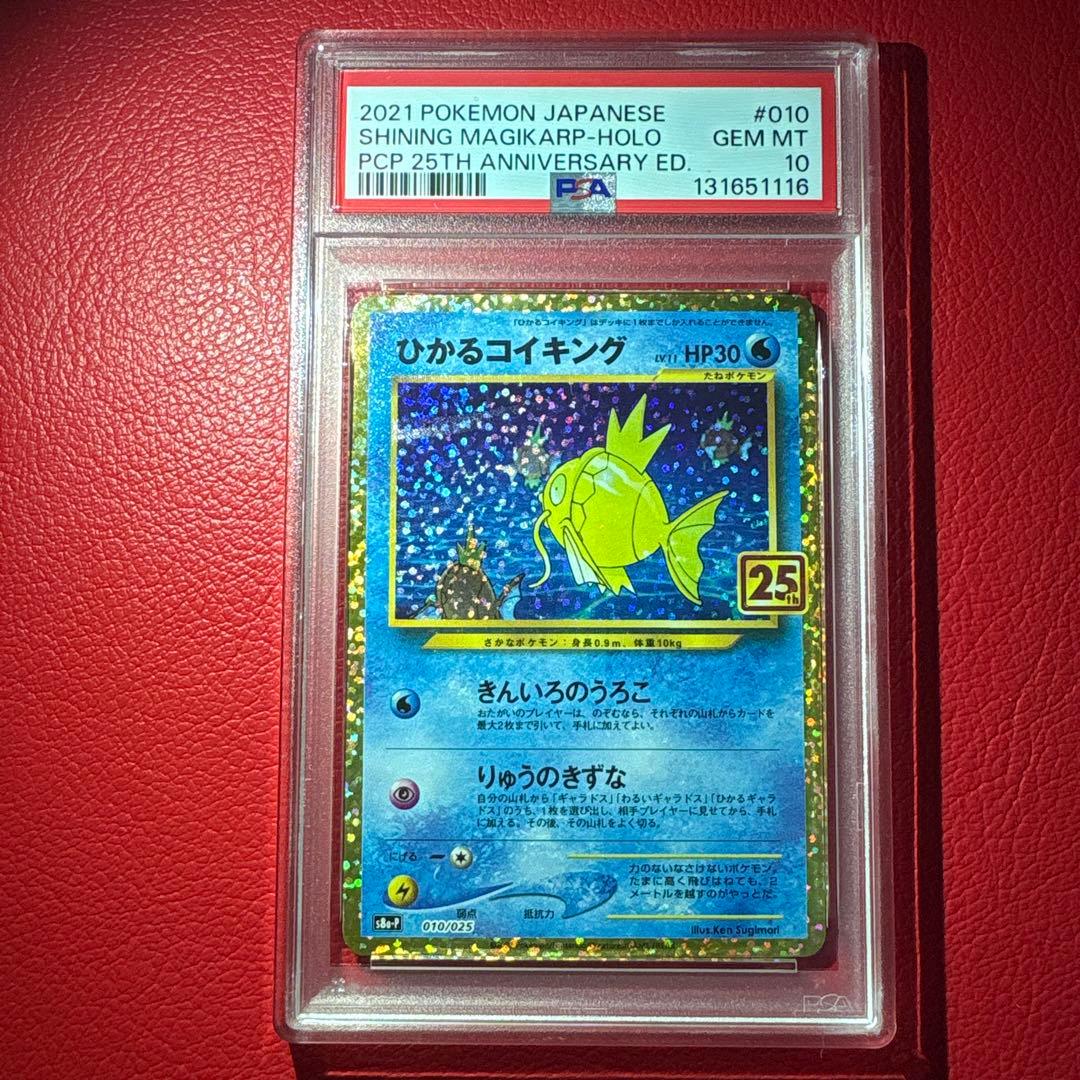 2021 POKEMON JAPANESE #010
SHINING MAGIKARP-HOLO GEM MT
PCP 25TH ANNIVERSARY ED. 10
PSA 131651116
「ひかるコイキング」はデッキに1枚までしか入れることができません。
ひかるコイキング LV.11 HP30
たねポケモン
25th
さかなポケモン：身長0.9m、体重10kg
きんいろのうろこ
おたがいのプレイヤーは、のぞむなら、それぞれの山札からカードを
最大2枚まで引いて、手札に加えてよい。
りゅうのきずな
自分の山札から「ギャラドス」「わるいギャラドス」「ひかるギャラ
ドス」のうち、1枚を選び出し、相手プレイヤーに見せてから、手札
に加える。その後、その山札をよく切る。
にげる
力のないなさけないポケモン。
たまに高く飛びはねても、2
メートルを越すのがやっとだ。
弱点 抵抗力
s8a-P 010/025
illus.Ken Sugimori
PSA